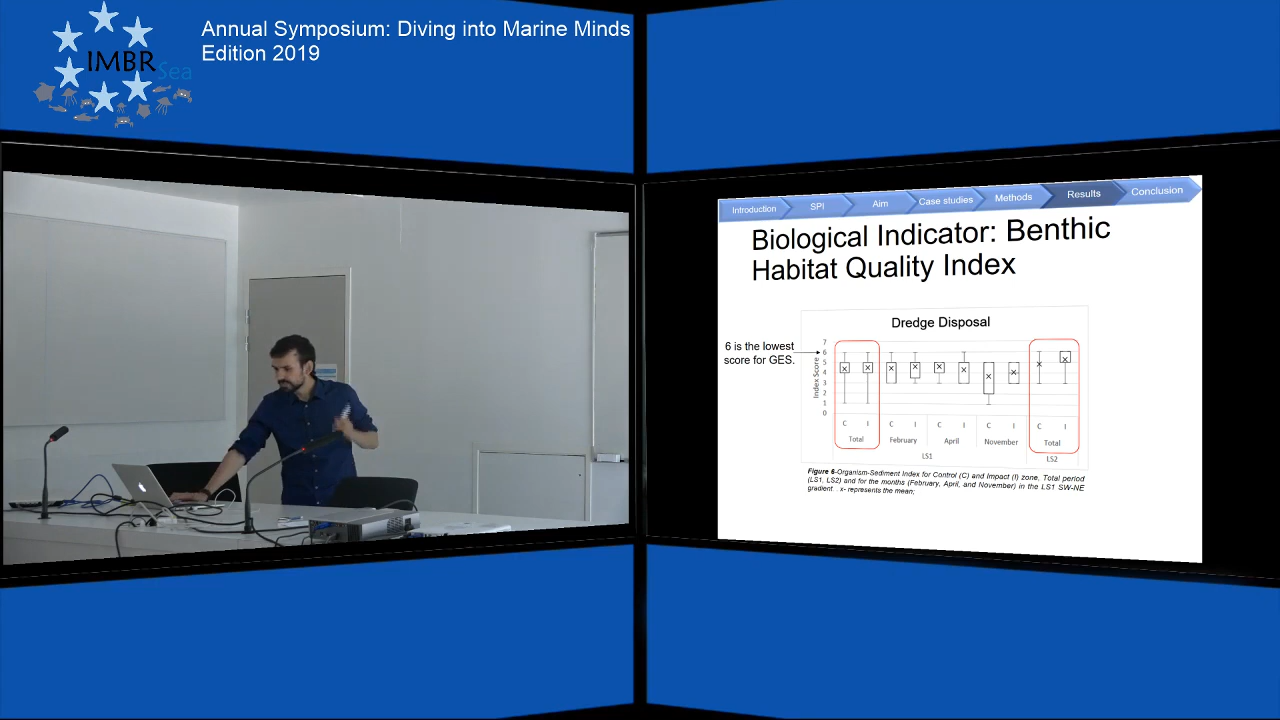 Annual Symposium: Diving into Marine Minds
Edition 2019
IMBRSea
Introduction
SPI
Aim
Case studies
Methods
Results
Conclusion
Biological Indicator: Benthic
Habitat Quality Index
Dredge Disposal
6 is the lowest
score for GES.
Index Score
7
6
5
4
3
2
1
0
C I C I C I C I C I
Total February April November Total
LS1 LS2
Figure 6-Organism-Sediment Index for Control (C) and Impact (I) zone, Total period
(LS1, LS2) and for the months (February, April, and November) in the LS1 SW-NE
gradient. . x- represents the mean;